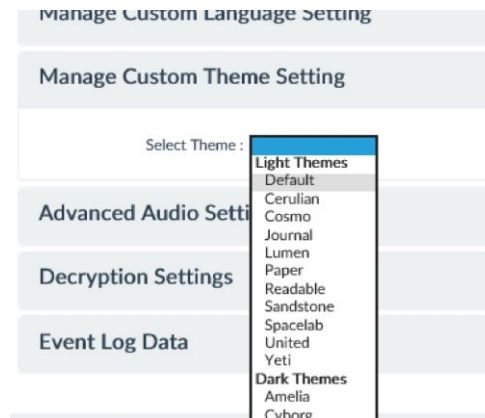 Manage Custom Language Setting
Manage Custom Theme Setting
Select Theme :
Light Themes
Default
Cerulian
Cosmo
Journal
Lumen
Paper
Readable
Sandstone
Spacelab
United
Yeti
Dark Themes
Amelia
Cyborg
Advanced Audio Setti
Decryption Settings
Event Log Data